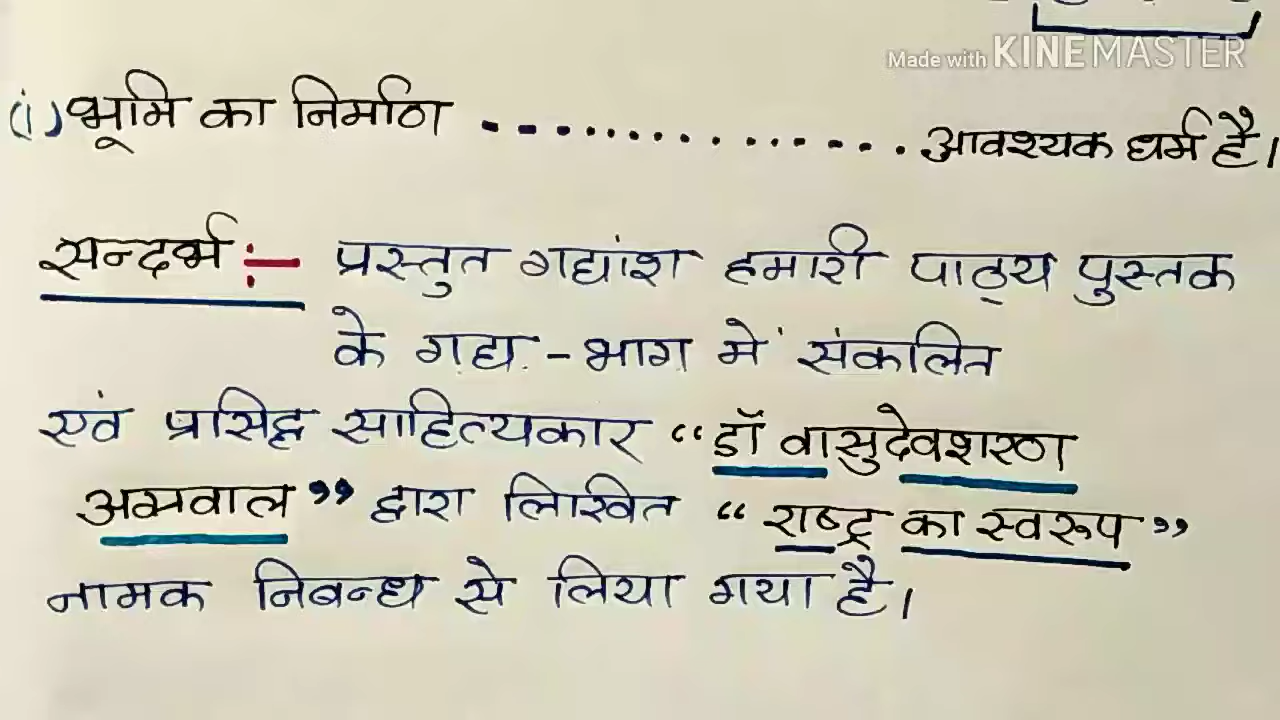 Made with KINEMASTER
(i) भूमि का निर्माण ............... आवश्यक धर्म है।
सन्दर्भ :- प्रस्तुत गद्यांश हमारी पाठ्य पुस्तक
के गद्य - भाग में संकलित
एवं प्रसिद्ध साहित्यकार “डॉ वासुदेवशरण
अग्रवाल” द्वारा लिखित “राष्ट्र का स्वरूप”
नामक निबन्ध से लिया गया है।